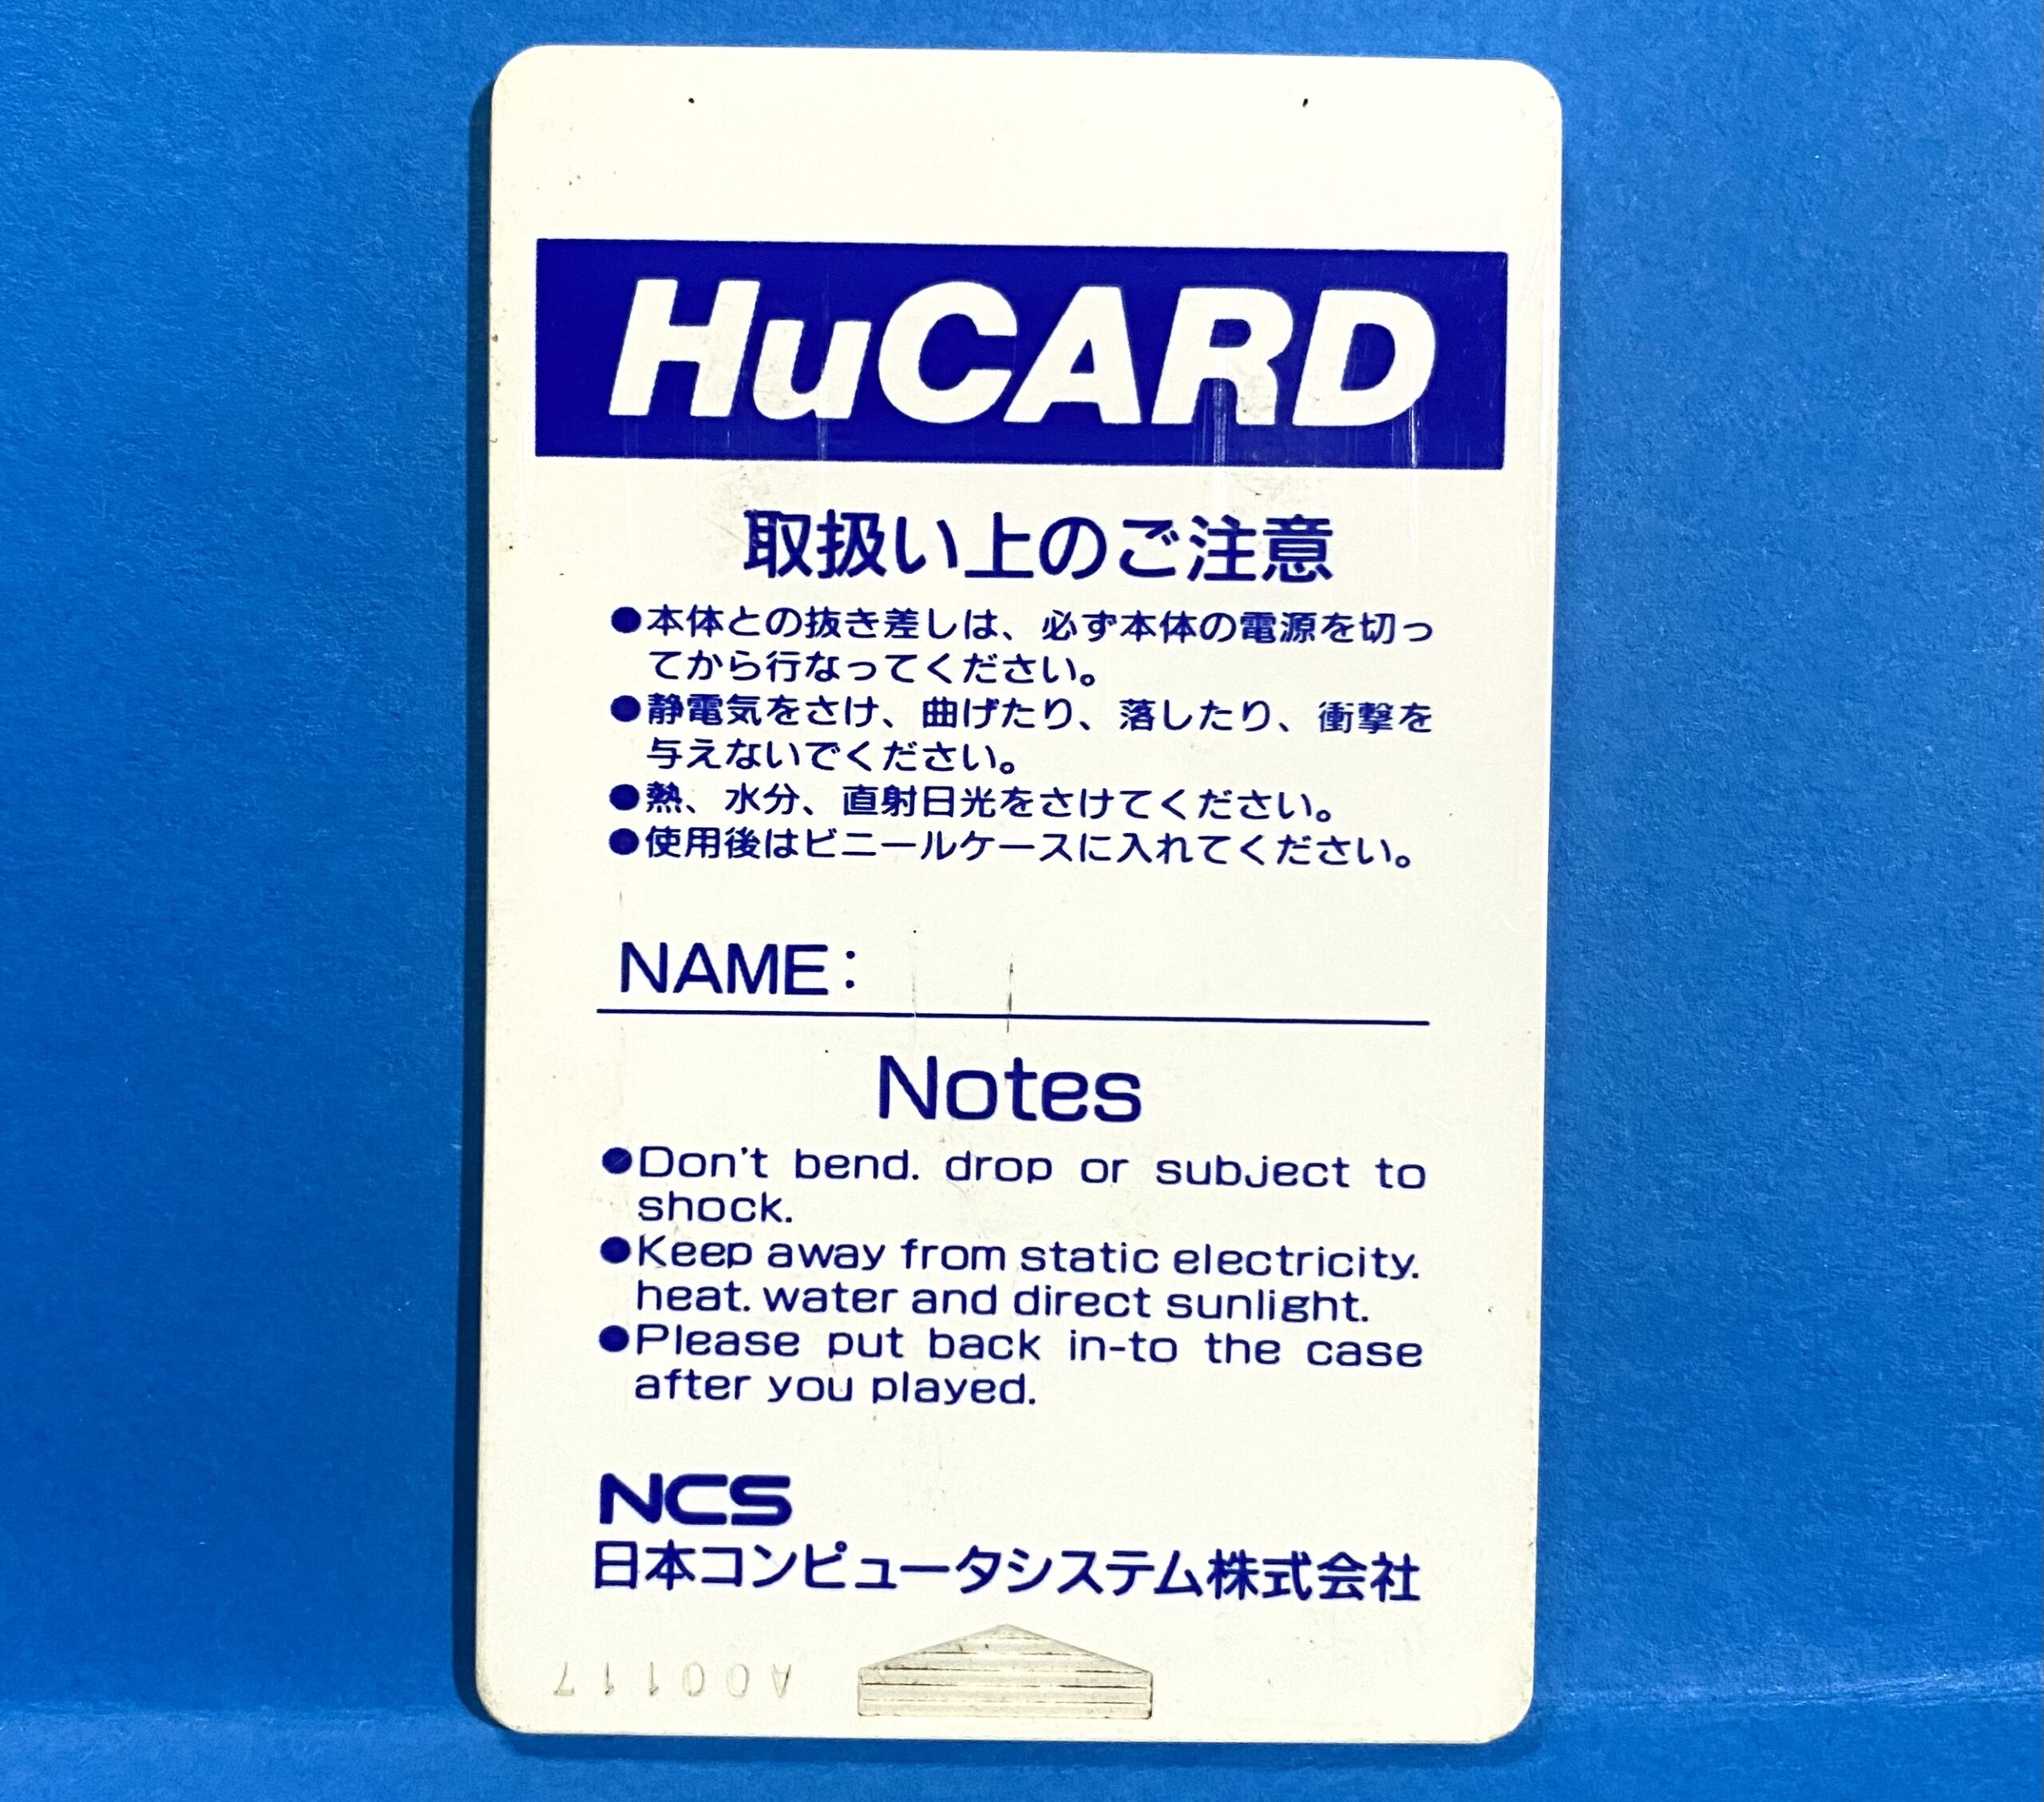 HuCARD
取扱い上のご注意
●本体との抜き差しは、必ず本体の電源を切っ
てから行なってください。
●静電気をさけ、曲げたり、落したり、衝撃を
与えないでください。
●熱、水分、直射日光をさけてください。
●使用後はビニールケースに入れてください。
NAME:
Notes
●Don't bend. drop or subject to
shock.
●Keep away from static electricity.
heat. water and direct sunlight.
●Please put back in-to the case
after you played.
NCS
日本コンピュータシステム株式会社
A00117